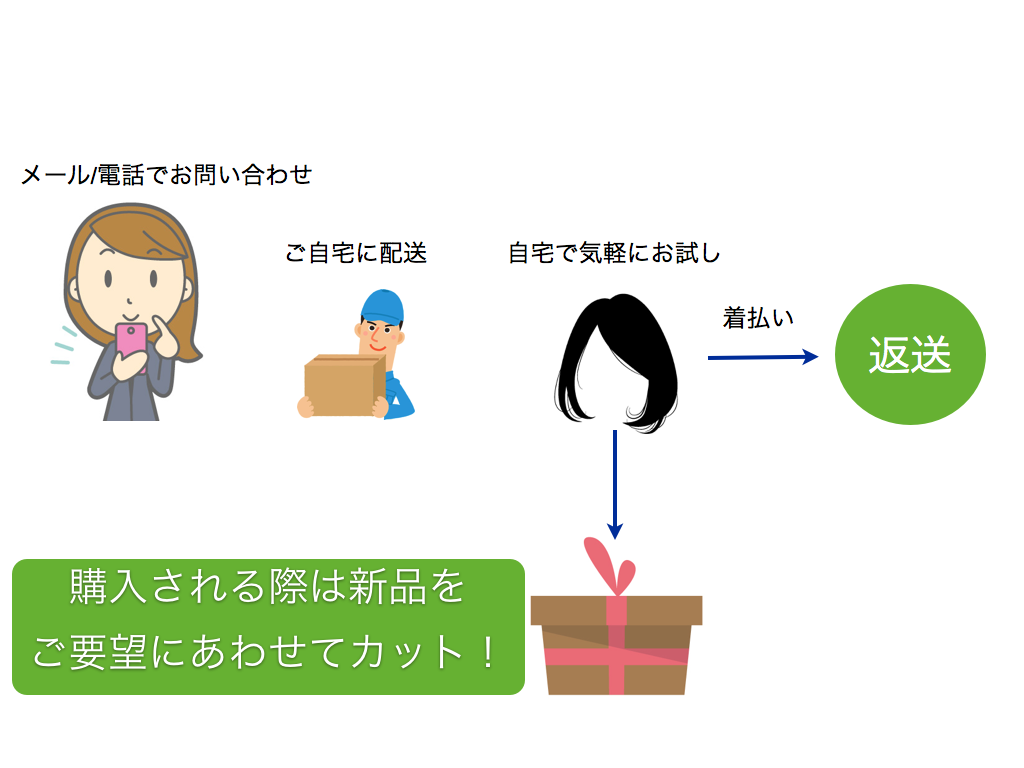 メール/電話でお問い合わせ
ご自宅に配送
自宅で気軽にお試し
着払い
返送
購入される際は新品を
ご要望にあわせてカット！